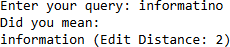 Enter your query: informatino
Did you mean:
information (Edit Distance: 2)